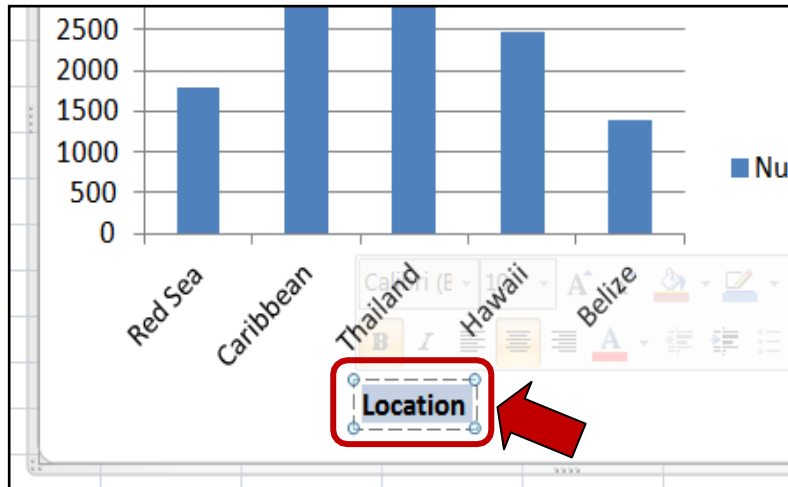 2500
2000
1500
1000
500
0
Nu
Red Sea
Caribbean
Thailand
Hawaii
Belize
B I
A
Location